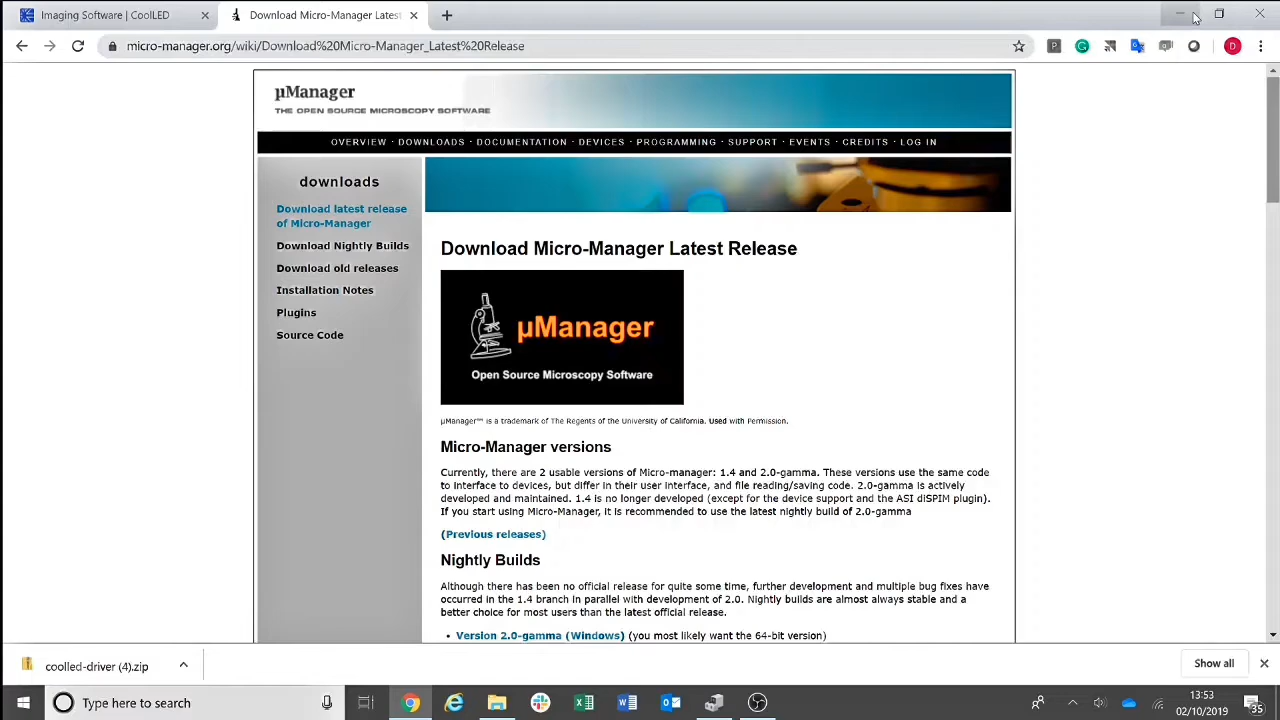 Imaging Software | CoolLED
Download Micro-Manager Latest
micro-manager.org/wiki/Download%20Micro-Manager_Latest%20Release
D
µManager
THE OPEN SOURCE MICROSCOPY SOFTWARE
OVERVIEW · DOWNLOADS · DOCUMENTATION · DEVICES · PROGRAMMING · SUPPORT · EVENTS · CREDITS · LOG IN
downloads
Download latest release
of Micro-Manager
Download Nightly Builds
Download old releases
Installation Notes
Plugins
Source Code
Download Micro-Manager Latest Release
µManager
Open Source Microscopy Software
µManager™ is a trademark of The Regents of the University of California. Used with Permission.
Micro-Manager versions
Currently, there are 2 usable versions of Micro-manager: 1.4 and 2.0-gamma. These versions use the same code
to interface to devices, but differ in their user interface, and file reading/saving code. 2.0-gamma is actively
developed and maintained. 1.4 is no longer developed (except for the device support and the ASI diSPIM plugin).
If you start using Micro-Manager, it is recommended to use the latest nightly build of 2.0-gamma
(Previous releases)
Nightly Builds
Although there has been no official release for quite some time, further development and multiple bug fixes have
occurred in the 1.4 branch in parallel with development of 2.0. Nightly builds are almost always stable and a
better choice for most users than the latest official release.
• Version 2.0-gamma (Windows) (you most likely want the 64-bit version)
coolled-driver (4).zip
Show all
Type here to search
13:53
02/10/2019
35